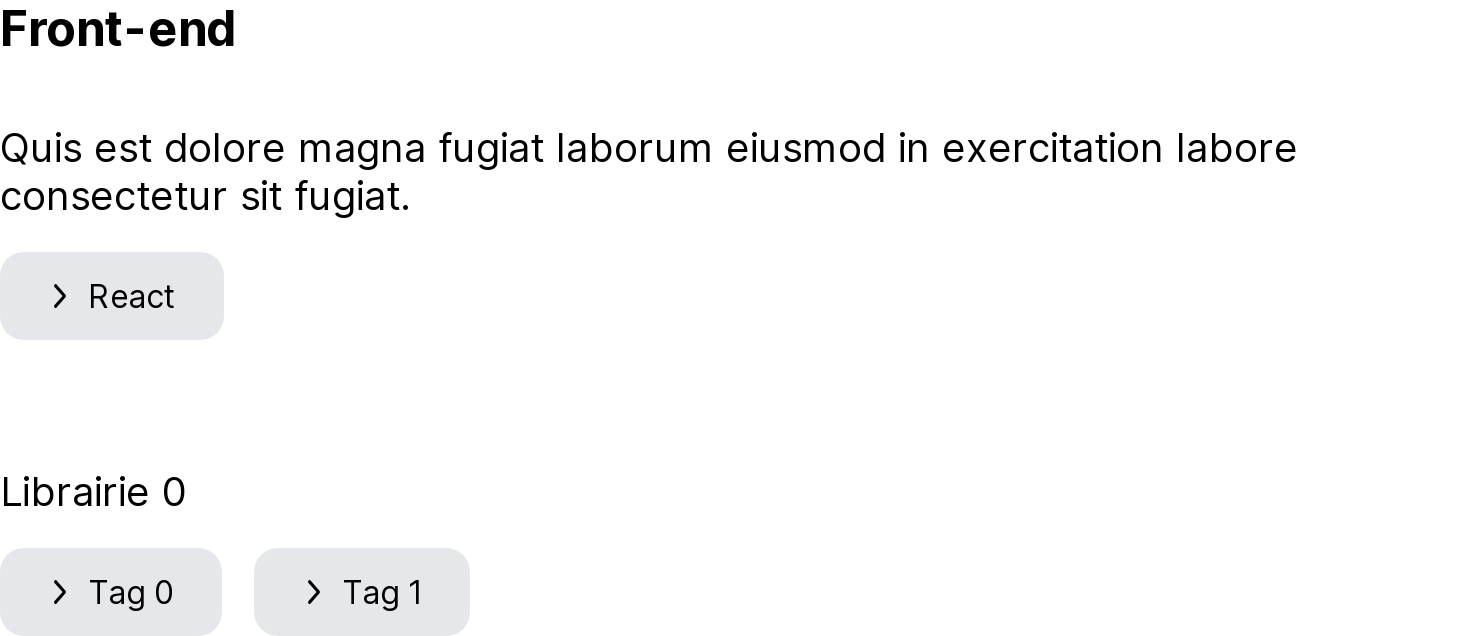 Front-end
Quis est dolore magna fugiat laborum eiusmod in exercitation labore
consectetur sit fugiat.
React
Librairie 0
Tag 0 Tag 1